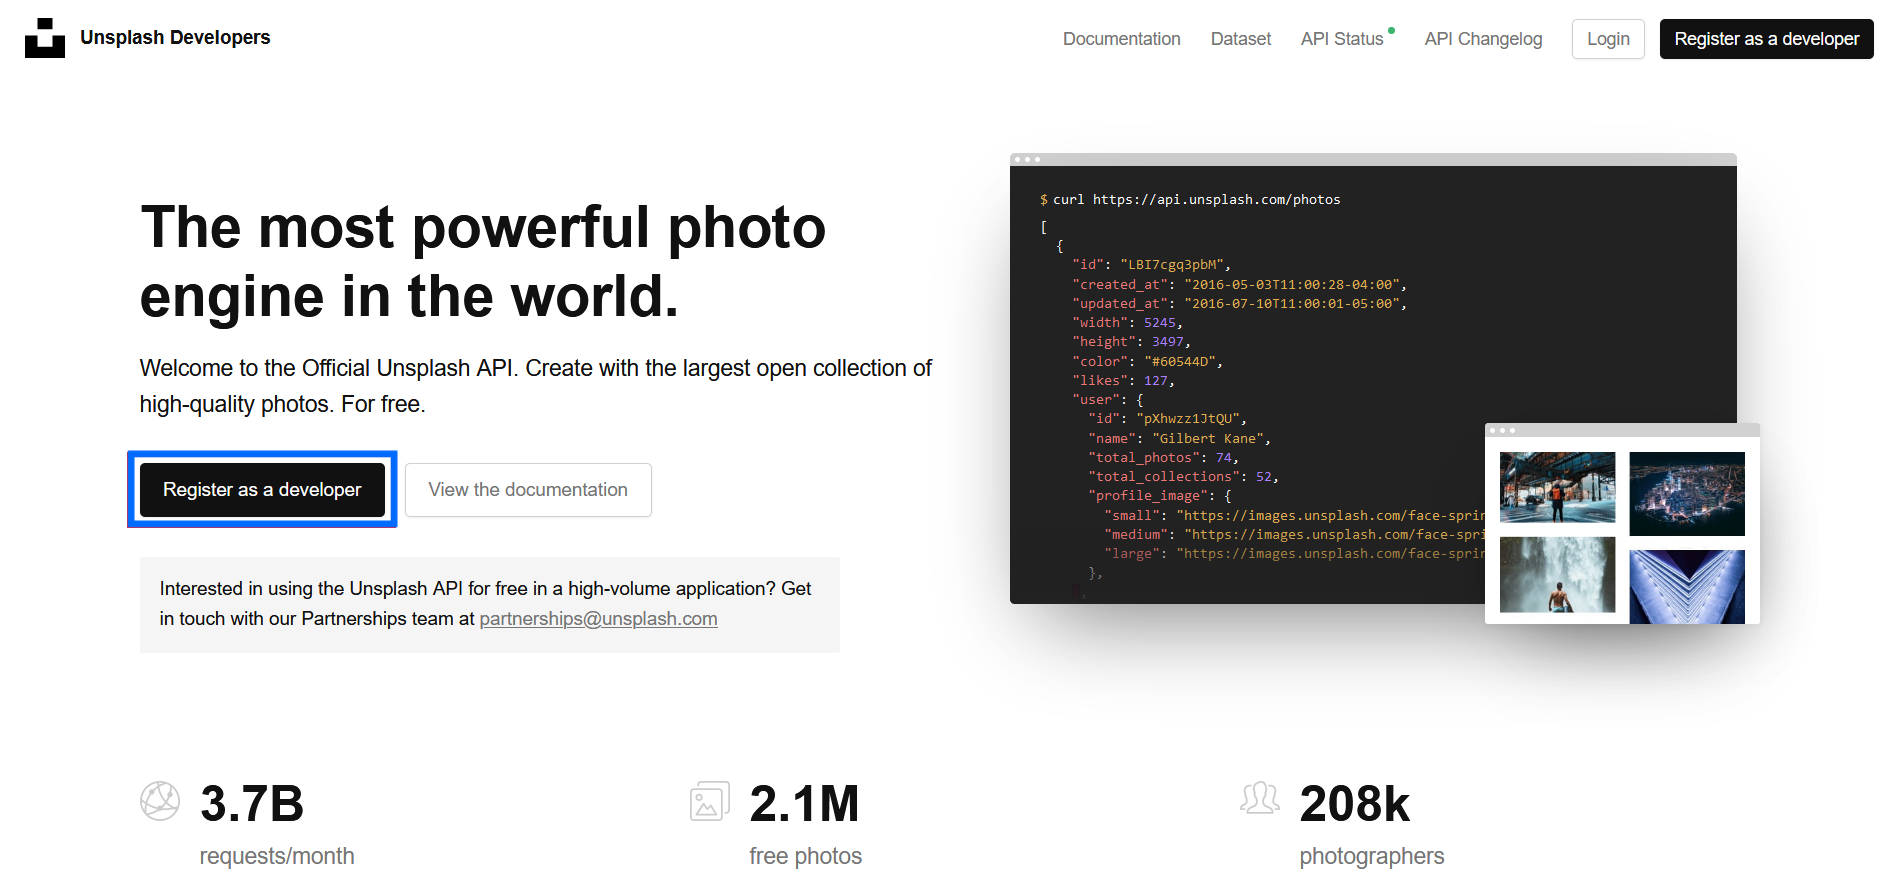 Unsplash Developers
Documentation
Dataset
API Status
API Changelog
Login
Register as a developer
The most powerful photo
engine in the world.
Welcome to the Official Unsplash API. Create with the largest open collection of
high-quality photos. For free.
Register as a developer
View the documentation
Interested in using the Unsplash API for free in a high-volume application? Get
in touch with our Partnerships team at partnerships@unsplash.com
$ curl https://api.unsplash.com/photos
[
{
"id": "LBI7cgq3pbM",
"created_at": "2016-05-03T11:00:28-04:00",
"updated_at": "2016-07-10T11:00:01-05:00",
"width": 5245,
"height": 3497,
"color": "#60544D",
"likes": 127,
"user": {
"id": "pXhwzz1JtQU",
"name": "Gilbert Kane",
"total_photos": 74,
"total_collections": 52,
"profile_image": {
"small": "https://images.unsplash.com/face-sprin
"medium": "https://images.unsplash.com/face-spri
"large": "https://images.unsplash.com/face-sprin
},
3.7B
requests/month
2.1M
free photos
208k
photographers